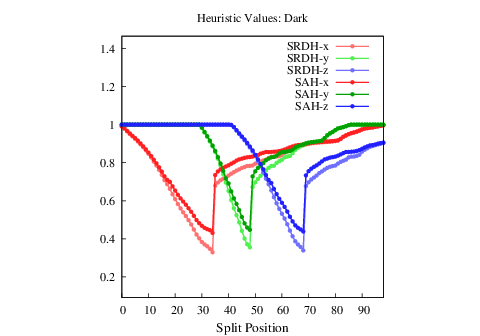 Heuristic Values: Dark
SRDH-x
SRDH-y
SRDH-z
SAH-x
SAH-y
SAH-z
1.4
1.2
1
0.8
0.6
0.4
0.2
0 10 20 30 40 50 60 70 80 90
Split Position